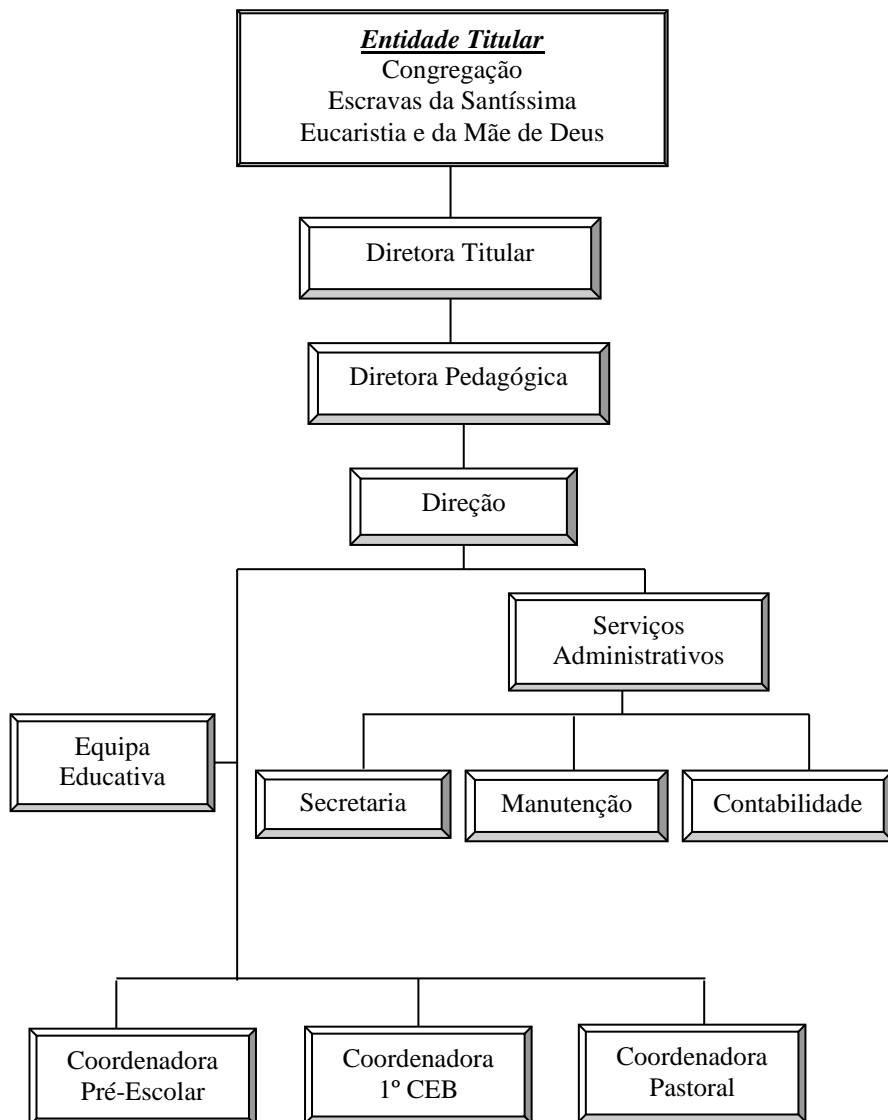 Entidade Titular
Congregação
Escravas da Santíssima
Eucaristia e da Mãe de Deus
Diretora Titular
Diretora Pedagógica
Direção
Serviços
Administrativos
Equipa
Educativa
Secretaria
Manutenção
Contabilidade
Coordenadora
Pré-Escolar
Coordenadora
1º CEB
Coordenadora
Pastoral